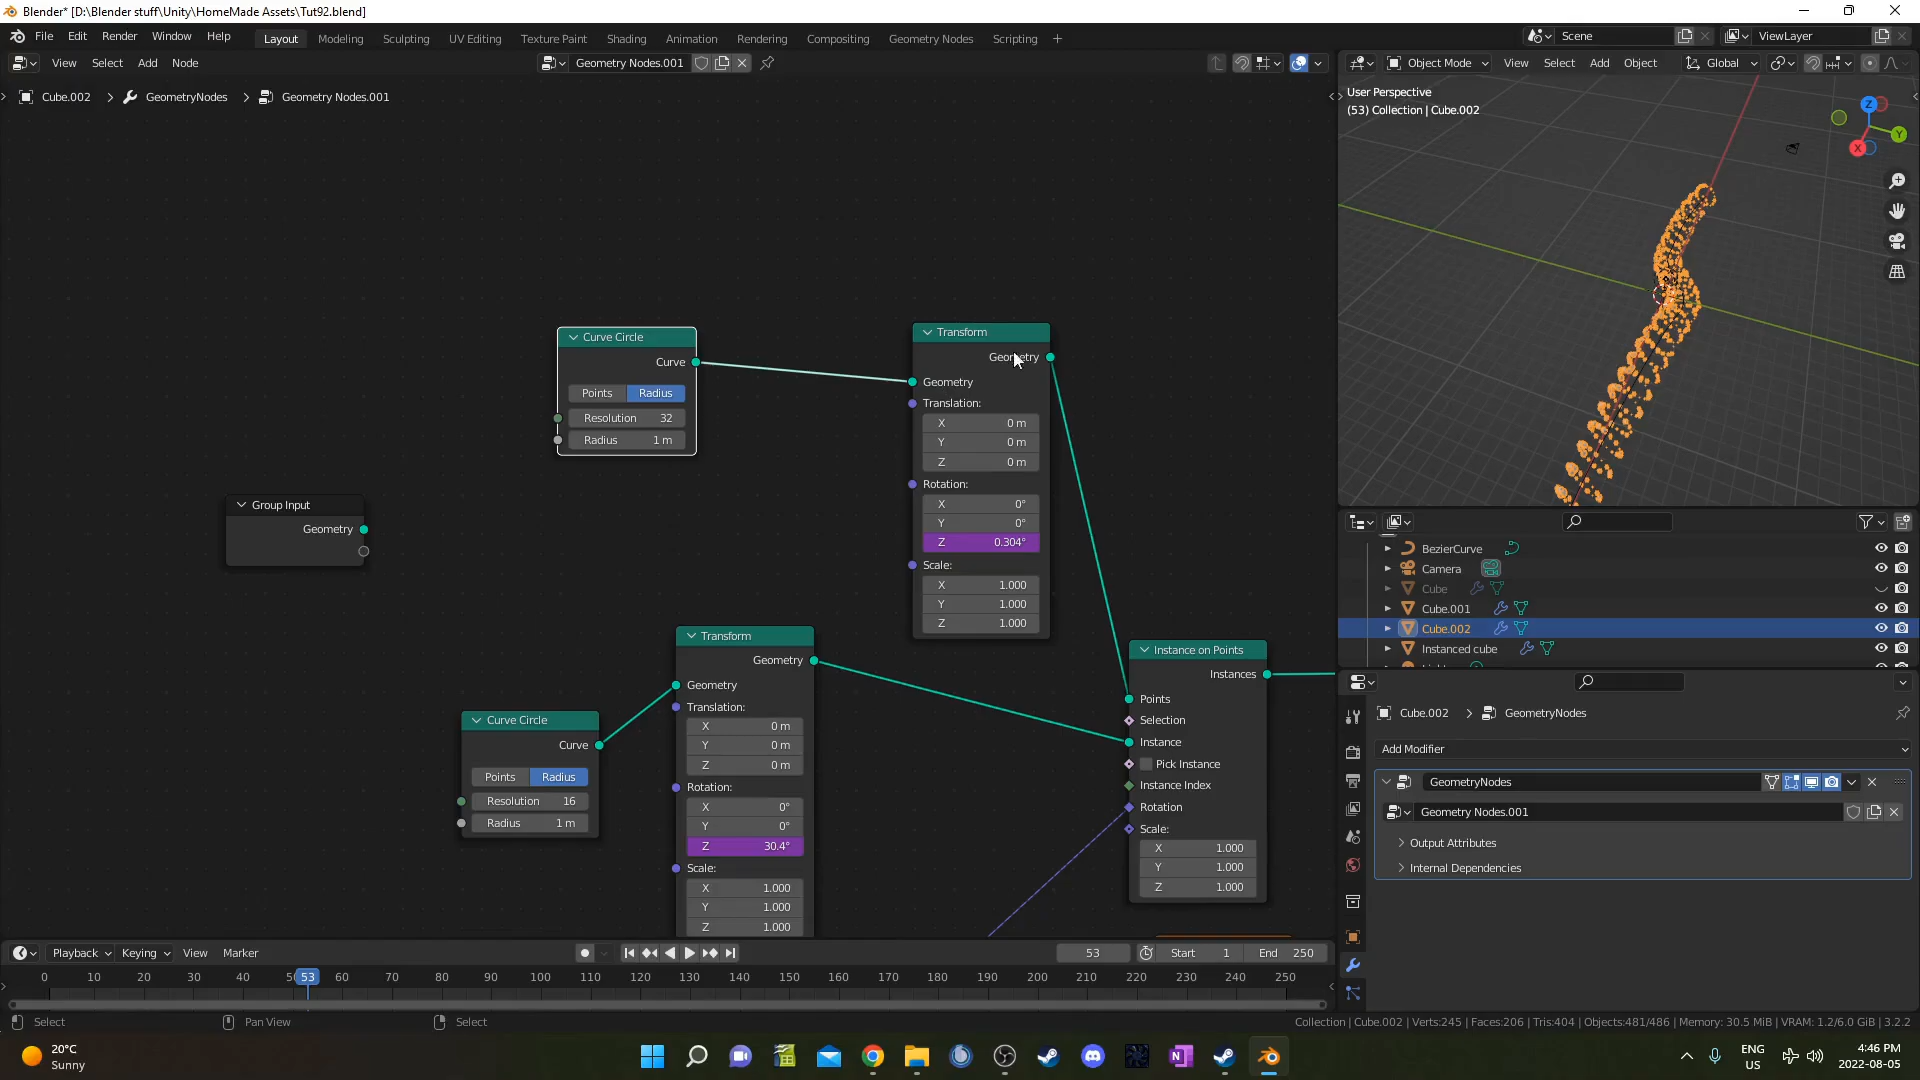 Blender* [D:\Blender stuff\Unity\HomeMade Assets\Tut92.blend]
File Edit Render Window Help
Layout Modeling Sculpting UV Editing Texture Paint Shading Animation Rendering Compositing Geometry Nodes Scripting +
Scene
ViewLayer
View Select Add Node
Geometry Nodes.001
Object Mode View Select Add Object Global
Cube.002 > GeometryNodes > Geometry Nodes.001
User Perspective
(53) Collection | Cube.002
Z
Y
X
Curve Circle
Curve
Points Radius
Resolution 32
Radius 1 m
Transform
Geometry
Geometry
Translation:
X 0 m
Y 0 m
Z 0 m
Rotation:
X 0°
Y 0°
Z 0.304°
Scale:
X 1.000
Y 1.000
Z 1.000
Group Input
Geometry
Transform
Geometry
Geometry
Translation:
X 0 m
Y 0 m
Z 0 m
Rotation:
X 0°
Y 0°
Z 30.4°
Scale:
X 1.000
Y 1.000
Z 1.000
Curve Circle
Curve
Points Radius
Resolution 16
Radius 1 m
Instance on Points
Instances
Points
Selection
Instance
Pick Instance
Instance Index
Rotation
Scale:
X 1.000
Y 1.000
Z 1.000
BezierCurve
Camera
Cube
Cube.001
Cube.002
Instanced cube
Cube.002 > GeometryNodes
Add Modifier
GeometryNodes
Geometry Nodes.001
Output Attributes
Internal Dependencies
Playback Keying View Marker
53 Start 1 End 250
0 10 20 30 40 53 60 70 80 90 100 110 120 130 140 150 160 170 180 190 200 210 220 230 240 250
Select Pan View Select
Collection | Cube.002 | Verts:245 | Faces:206 | Tris:404 | Objects:481/486 | Memory: 30.5 MiB | VRAM: 1.2/6.0 GiB | 3.2.2
20°C
Sunny
ENG
US
4:46 PM
2022-08-05